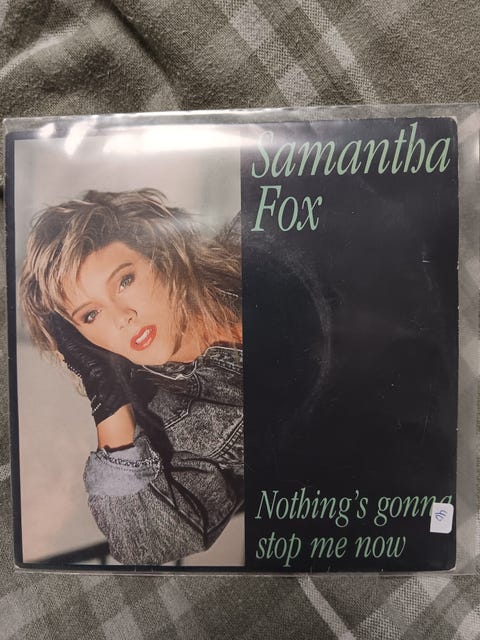 Samantha
Fox
Nothing's gonna
stop me now